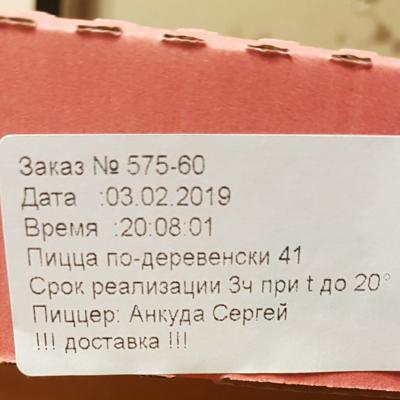 Заказ № 575-60
Дата :03.02.2019
Время :20:08:01
Пицца по-деревенски 41
Срок реализации 3ч при t до 20°
Пиццер: Анкуда Сергей
!!! доставка !!!